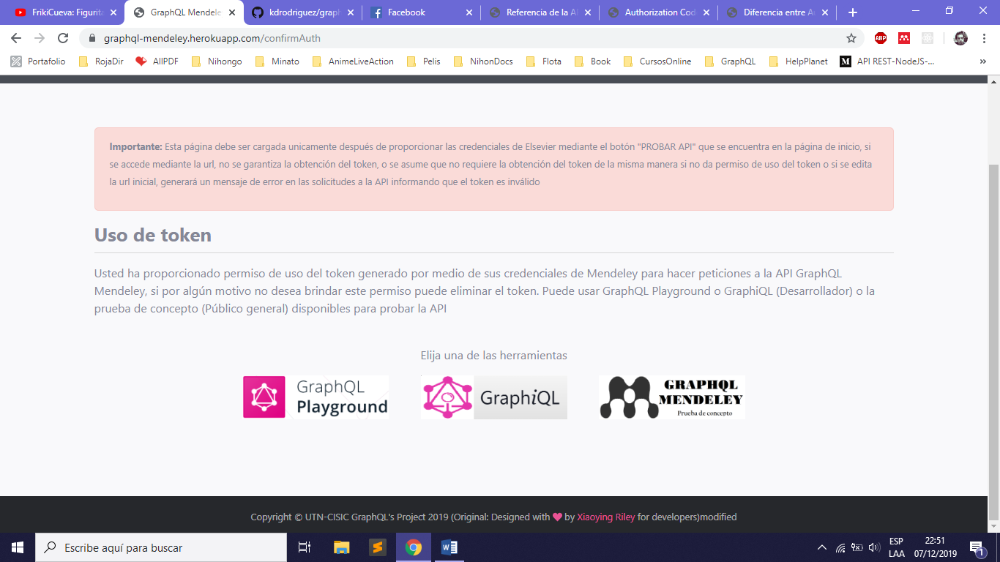 FrikiCueva: Figurita
GraphQL Mendele
kdrodriguez/graph
Facebook
Referencia de la A
Authorization Cod
Diferencia entre A
graphql-mendeley.herokuapp.com/confirmAuth
ABP
Portafolio
RojaDir
AllPDF
Nihongo
Minato
AnimeLiveAction
Pelis
NihonDocs
Flota
Book
CursosOnline
GraphQL
HelpPlanet
M
API REST-NodeJS-...
»
Importante: Esta página debe ser cargada unicamente después de proporcionar las credenciales de Elsevier mediante el botón "PROBAR API" que se encuentra en la página de inicio, si
se accede mediante la url, no se garantiza la obtención del token, o se asume que no requiere la obtención del token de la misma manera si no da permiso de uso del token o si se edita
la url inicial, generará un mensaje de error en las solicitudes a la API informando que el token es inválido
Uso de token
Usted ha proporcionado permiso de uso del token generado por medio de sus credenciales de Mendeley para hacer peticiones a la API GraphQL
Mendeley, si por algún motivo no desea brindar este permiso puede eliminar el token. Puede usar GraphQL Playground o GraphiQL (Desarrollador) o la
prueba de concepto (Público general) disponibles para probar la API
Elija una de las herramientas
GraphQL
Playground
GraphiQL
GRAPHQL
MENDELEY
Prueba de concepto
Copyright © UTN-CISIC GraphQL's Project 2019 (Original: Designed with ❤ by Xiaoying Riley for developers)modified
Escribe aquí para buscar
ESP
LAA
22:51
07/12/2019
1